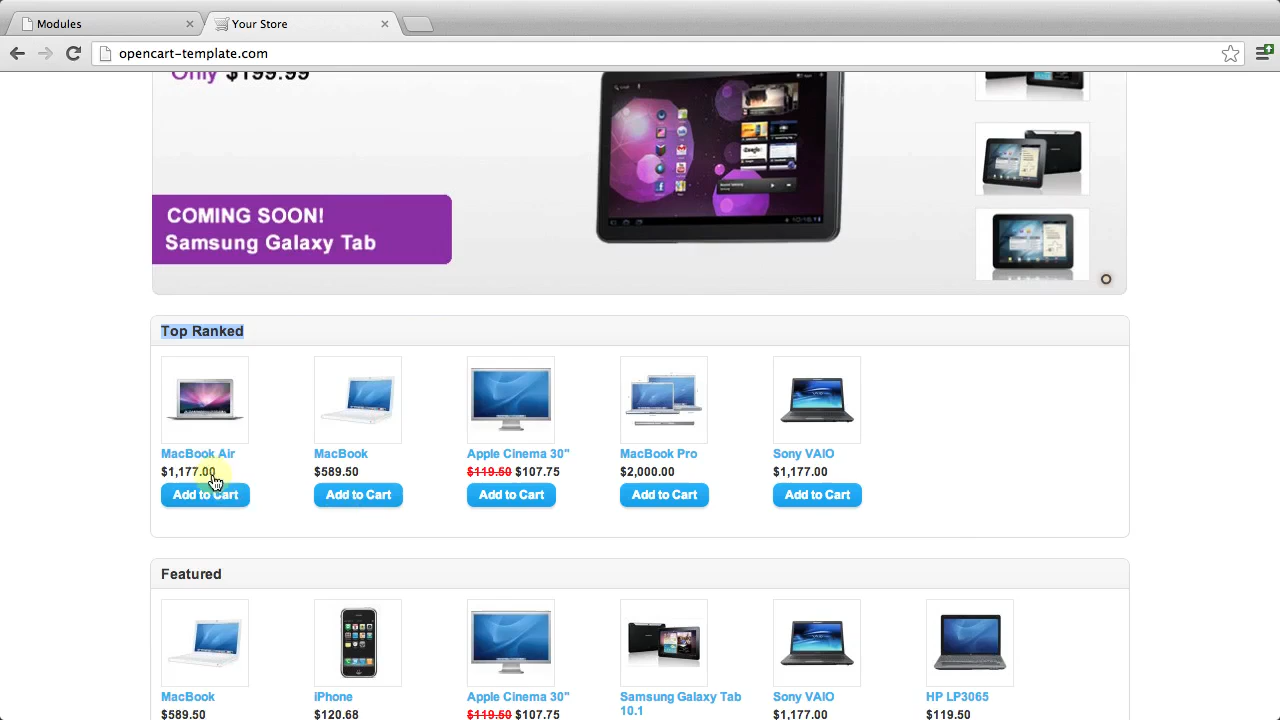 Modules
Your Store
opencart-template.com
Only $199.99
COMING SOON!
Samsung Galaxy Tab
Top Ranked
MacBook Air
$1,177.00
Add to Cart
MacBook
$589.50
Add to Cart
Apple Cinema 30"
$119.50 $107.75
Add to Cart
MacBook Pro
$2,000.00
Add to Cart
Sony VAIO
$1,177.00
Add to Cart
Featured
MacBook
$589.50
iPhone
$120.68
Apple Cinema 30"
$119.50 $107.75
Samsung Galaxy Tab
10.1
Sony VAIO
$1,177.00
HP LP3065
$119.50